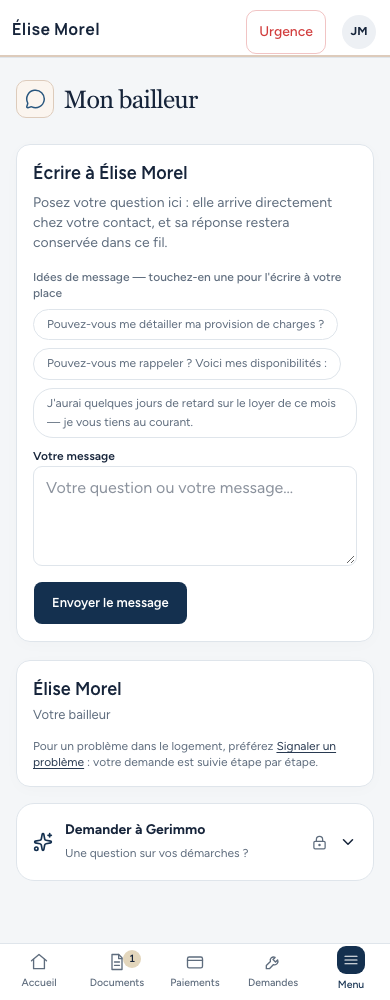 Élise Morel
Urgence
JM
Mon bailleur
Écrire à Élise Morel
Posez votre question ici : elle arrive directement
chez votre contact, et sa réponse restera
conservée dans ce fil.
Idées de message — touchez-en une pour l'écrire à votre
place
Pouvez-vous me détailler ma provision de charges ?
Pouvez-vous me rappeler ? Voici mes disponibilités :
J'aurai quelques jours de retard sur le loyer de ce mois
— je vous tiens au courant.
Votre message
Votre question ou votre message...
Envoyer le message
Élise Morel
Votre bailleur
Pour un problème dans le logement, préférez Signaler un
problème : votre demande est suivie étape par étape.
Demander à Gerimmo
Une question sur vos démarches ?
1
Accueil
Documents
Paiements
Demandes
Menu